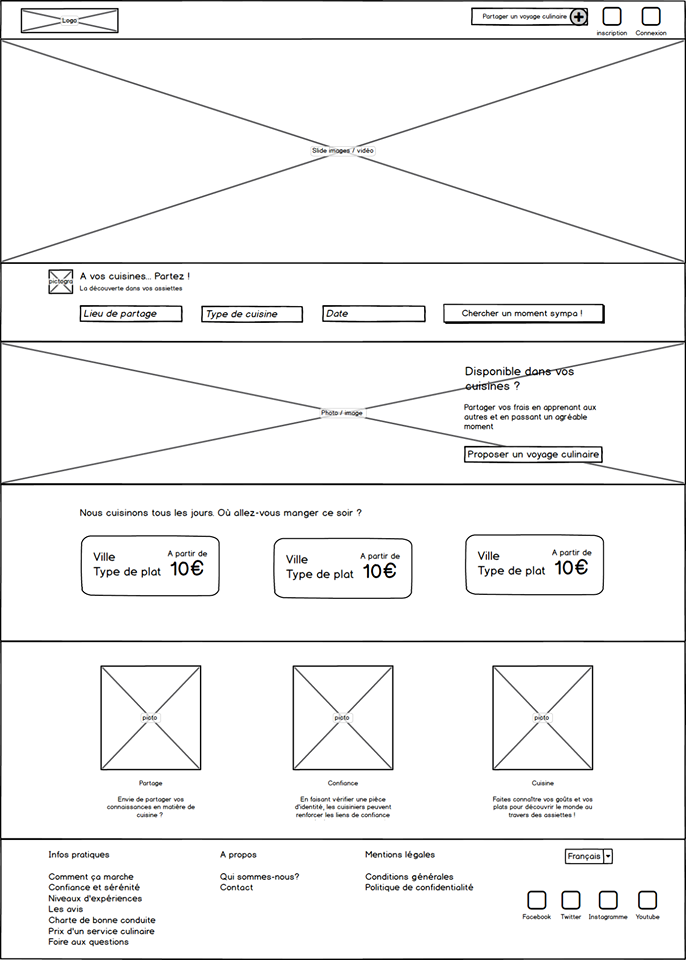 Logo
Partager un voyage culinaire
inscription
Connexion
Slide images / vidéo
pictogra
A vos cuisines... Partez !
La découverte dans vos assiettes
Lieu de partage
Type de cuisine
Date
Chercher un moment sympa !
Photo / image
Disponible dans vos
cuisines ?
Partager vos frais en apprenant aux
autres et en passant un agréable
moment
Proposer un voyage culinaire
Nous cuisinons tous les jours. Où allez-vous manger ce soir ?
Ville
Type de plat
A partir de
10€
Ville
Type de plat
A partir de
10€
Ville
Type de plat
A partir de
10€
picto
picto
picto
Partage
Envie de partager vos
connaissances en matière de
cuisine ?
Confiance
En faisant vérifier une pièce
d'identité, les cuisiniers peuvent
renforcer les liens de confiance
Cuisine
Faites connaître vos goûts et vos
plats pour découvrir le monde au
travers des assiettes !
Infos pratiques
Comment ça marche
Confiance et sérénité
Niveaux d'expériences
Les avis
Charte de bonne conduite
Prix d'un service culinaire
Foire aux questions
A propos
Qui sommes-nous?
Contact
Mentions légales
Conditions générales
Politique de confidentialité
Français
Facebook
Twitter
Instagramme
Youtube